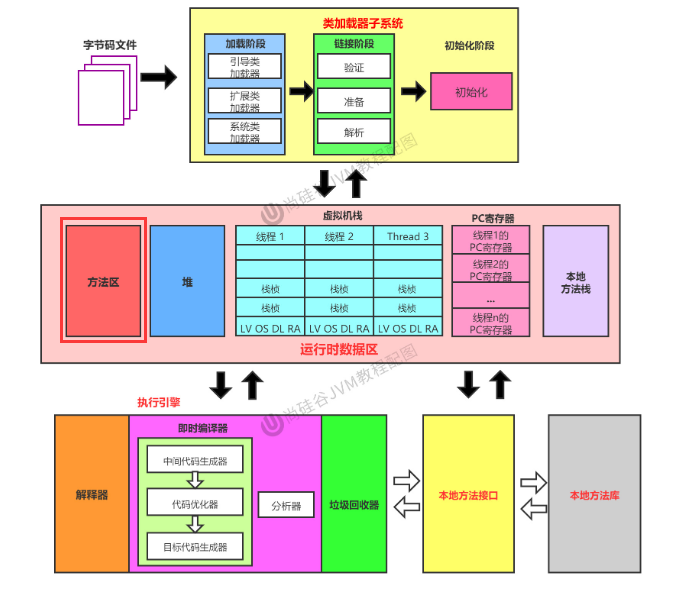 类加载器子系统
字节码文件
加载阶段
引导类
加载器
扩展类
加载器
系统类
加载器
链接阶段
验证
准备
解析
初始化阶段
初始化
尚硅谷JVM教程配图
方法区
堆
虚拟机栈
线程 1
线程 2
Thread 3
栈桢
栈桢
栈桢
栈桢
栈桢
栈桢
LV OS DL RA
LV OS DL RA
LV OS DL RA
PC寄存器
线程1的
PC寄存器
线程2的
PC寄存器
...
线程n的
PC寄存器
本地
方法栈
运行时数据区
尚硅谷JVM教程配图
执行引擎
解释器
即时编译器
中间代码生成器
代码优化器
目标代码生成器
分析器
垃圾回收器
本地方法接口
本地方法库